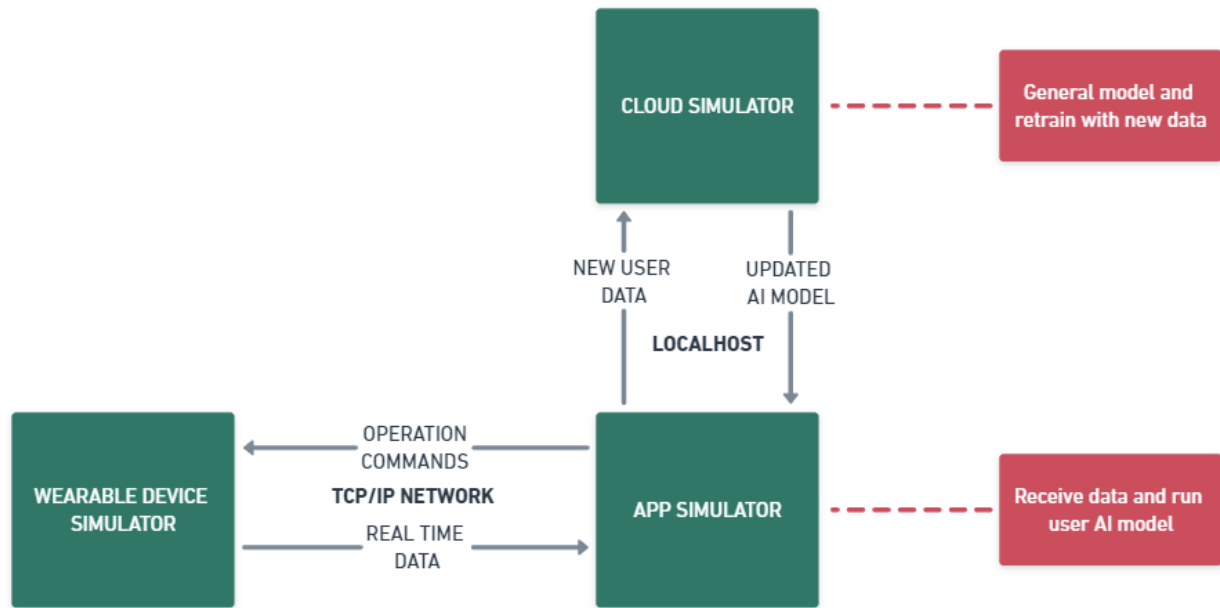 CLOUD SIMULATOR
General model and
retrain with new data
NEW USER
DATA
UPDATED
AI MODEL
LOCALHOST
WEARABLE DEVICE
SIMULATOR
OPERATION
COMMANDS
TCP/IP NETWORK
REAL TIME
DATA
APP SIMULATOR
Receive data and run
user AI model